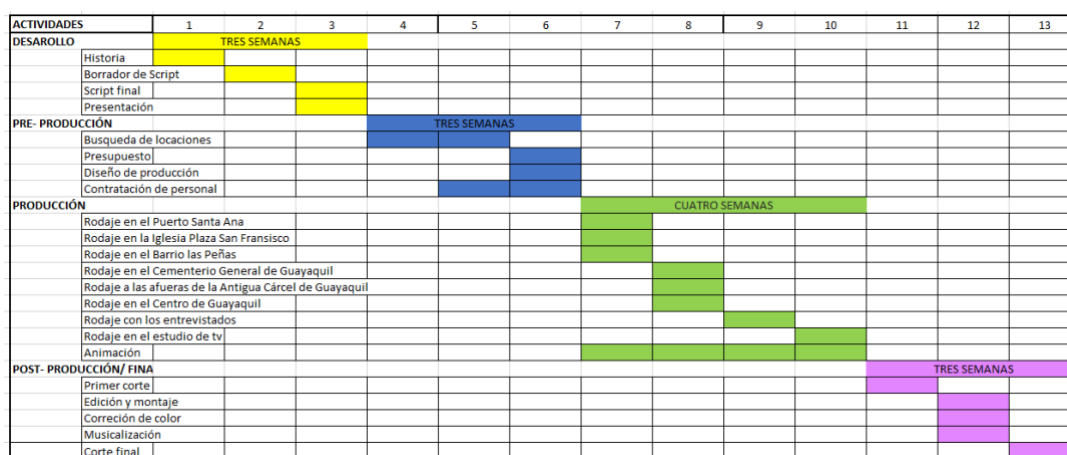 ACTIVIDADES 1 2 3 4 5 6 7 8 9 10 11 12 13
DESAROLLO TRES SEMANAS
Historia
Borrador de Script
Script final
Presentación
PRE- PRODUCCIÓN TRES SEMANAS
Busqueda de locaciones
Presupuesto
Diseño de producción
Contratación de personal
PRODUCCIÓN CUATRO SEMANAS
Rodaje en el Puerto Santa Ana
Rodaje en la Iglesia Plaza San Fransisco
Rodaje en el Barrio las Peñas
Rodaje en el Cementerio General de Guayaquil
Rodaje a las afueras de la Antigua Cárcel de Guayaquil
Rodaje en el Centro de Guayaquil
Rodaje con los entrevistados
Rodaje en el estudio de tv
Animación
POST- PRODUCCIÓN/ FINA TRES SEMANAS
Primer corte
Edición y montaje
Correción de color
Musicalización
Corte final